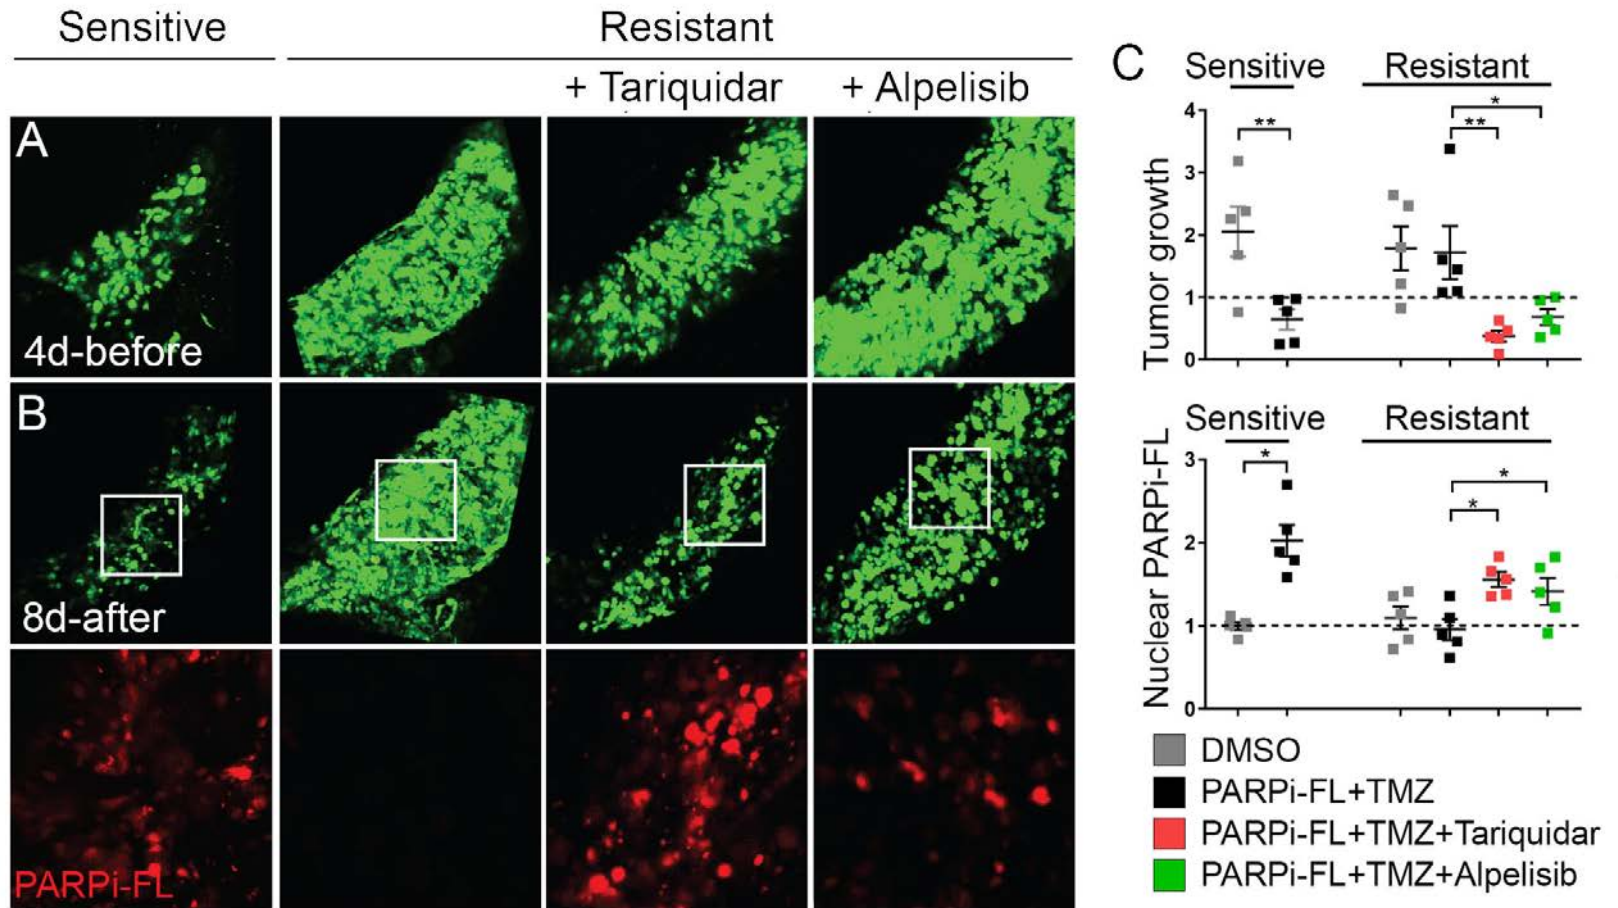 Sensitive
Resistant
+ Tariquidar
+ Alpelisib
A
4d-before
B
8d-after
PARPi-FL
C
Sensitive
Resistant
Tumor growth
4
3
2
1
0
**
**
*
Sensitive
Resistant
Nuclear PARPi-FL
3
2
1
0
*
*
*
DMSO
PARPi-FL+TMZ
PARPi-FL+TMZ+Tariquidar
PARPi-FL+TMZ+Alpelisib